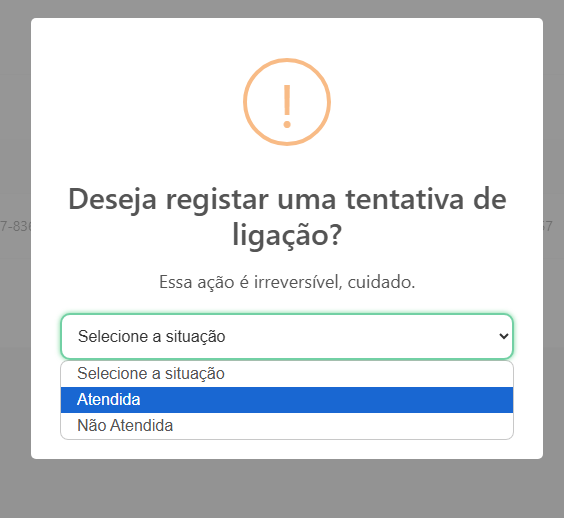 Deseja registar uma tentativa de
ligação?
7-836
57
Essa ação é irreversível, cuidado.
Selecione a situação
Selecione a situação
Atendida
Não Atendida